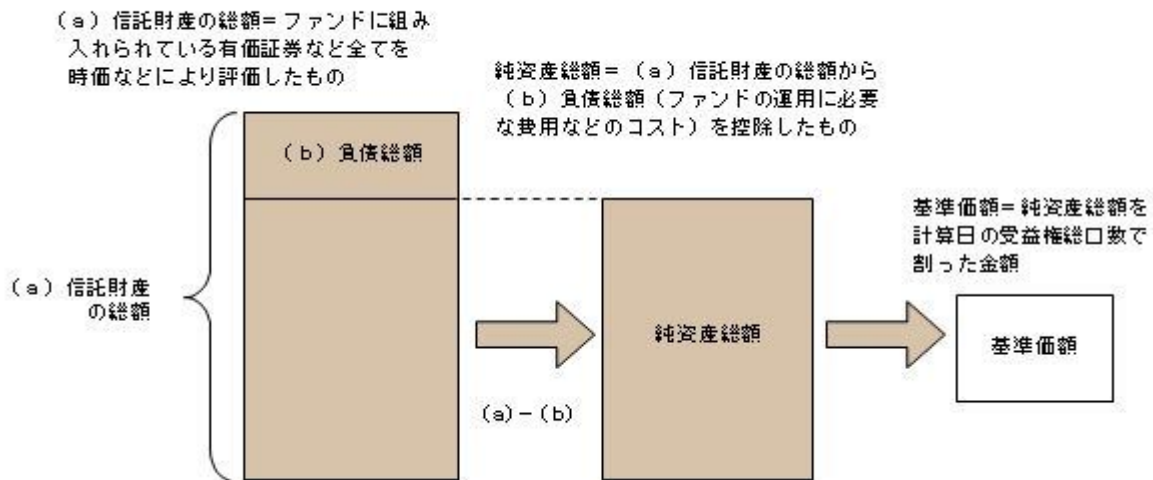 （a）信託財産の総額＝ファンドに組み
入れられている有価証券など全てを
時価などにより評価したもの
純資産総額＝（a）信託財産の総額から
（b）負債総額（ファンドの運用に必要
な費用などのコスト）を控除したもの
（b）負債総額
基準価額＝純資産総額を
計算日の受益権総口数で
割った金額
（a）信託財産
の総額
純資産総額
基準価額
（a）－（b）